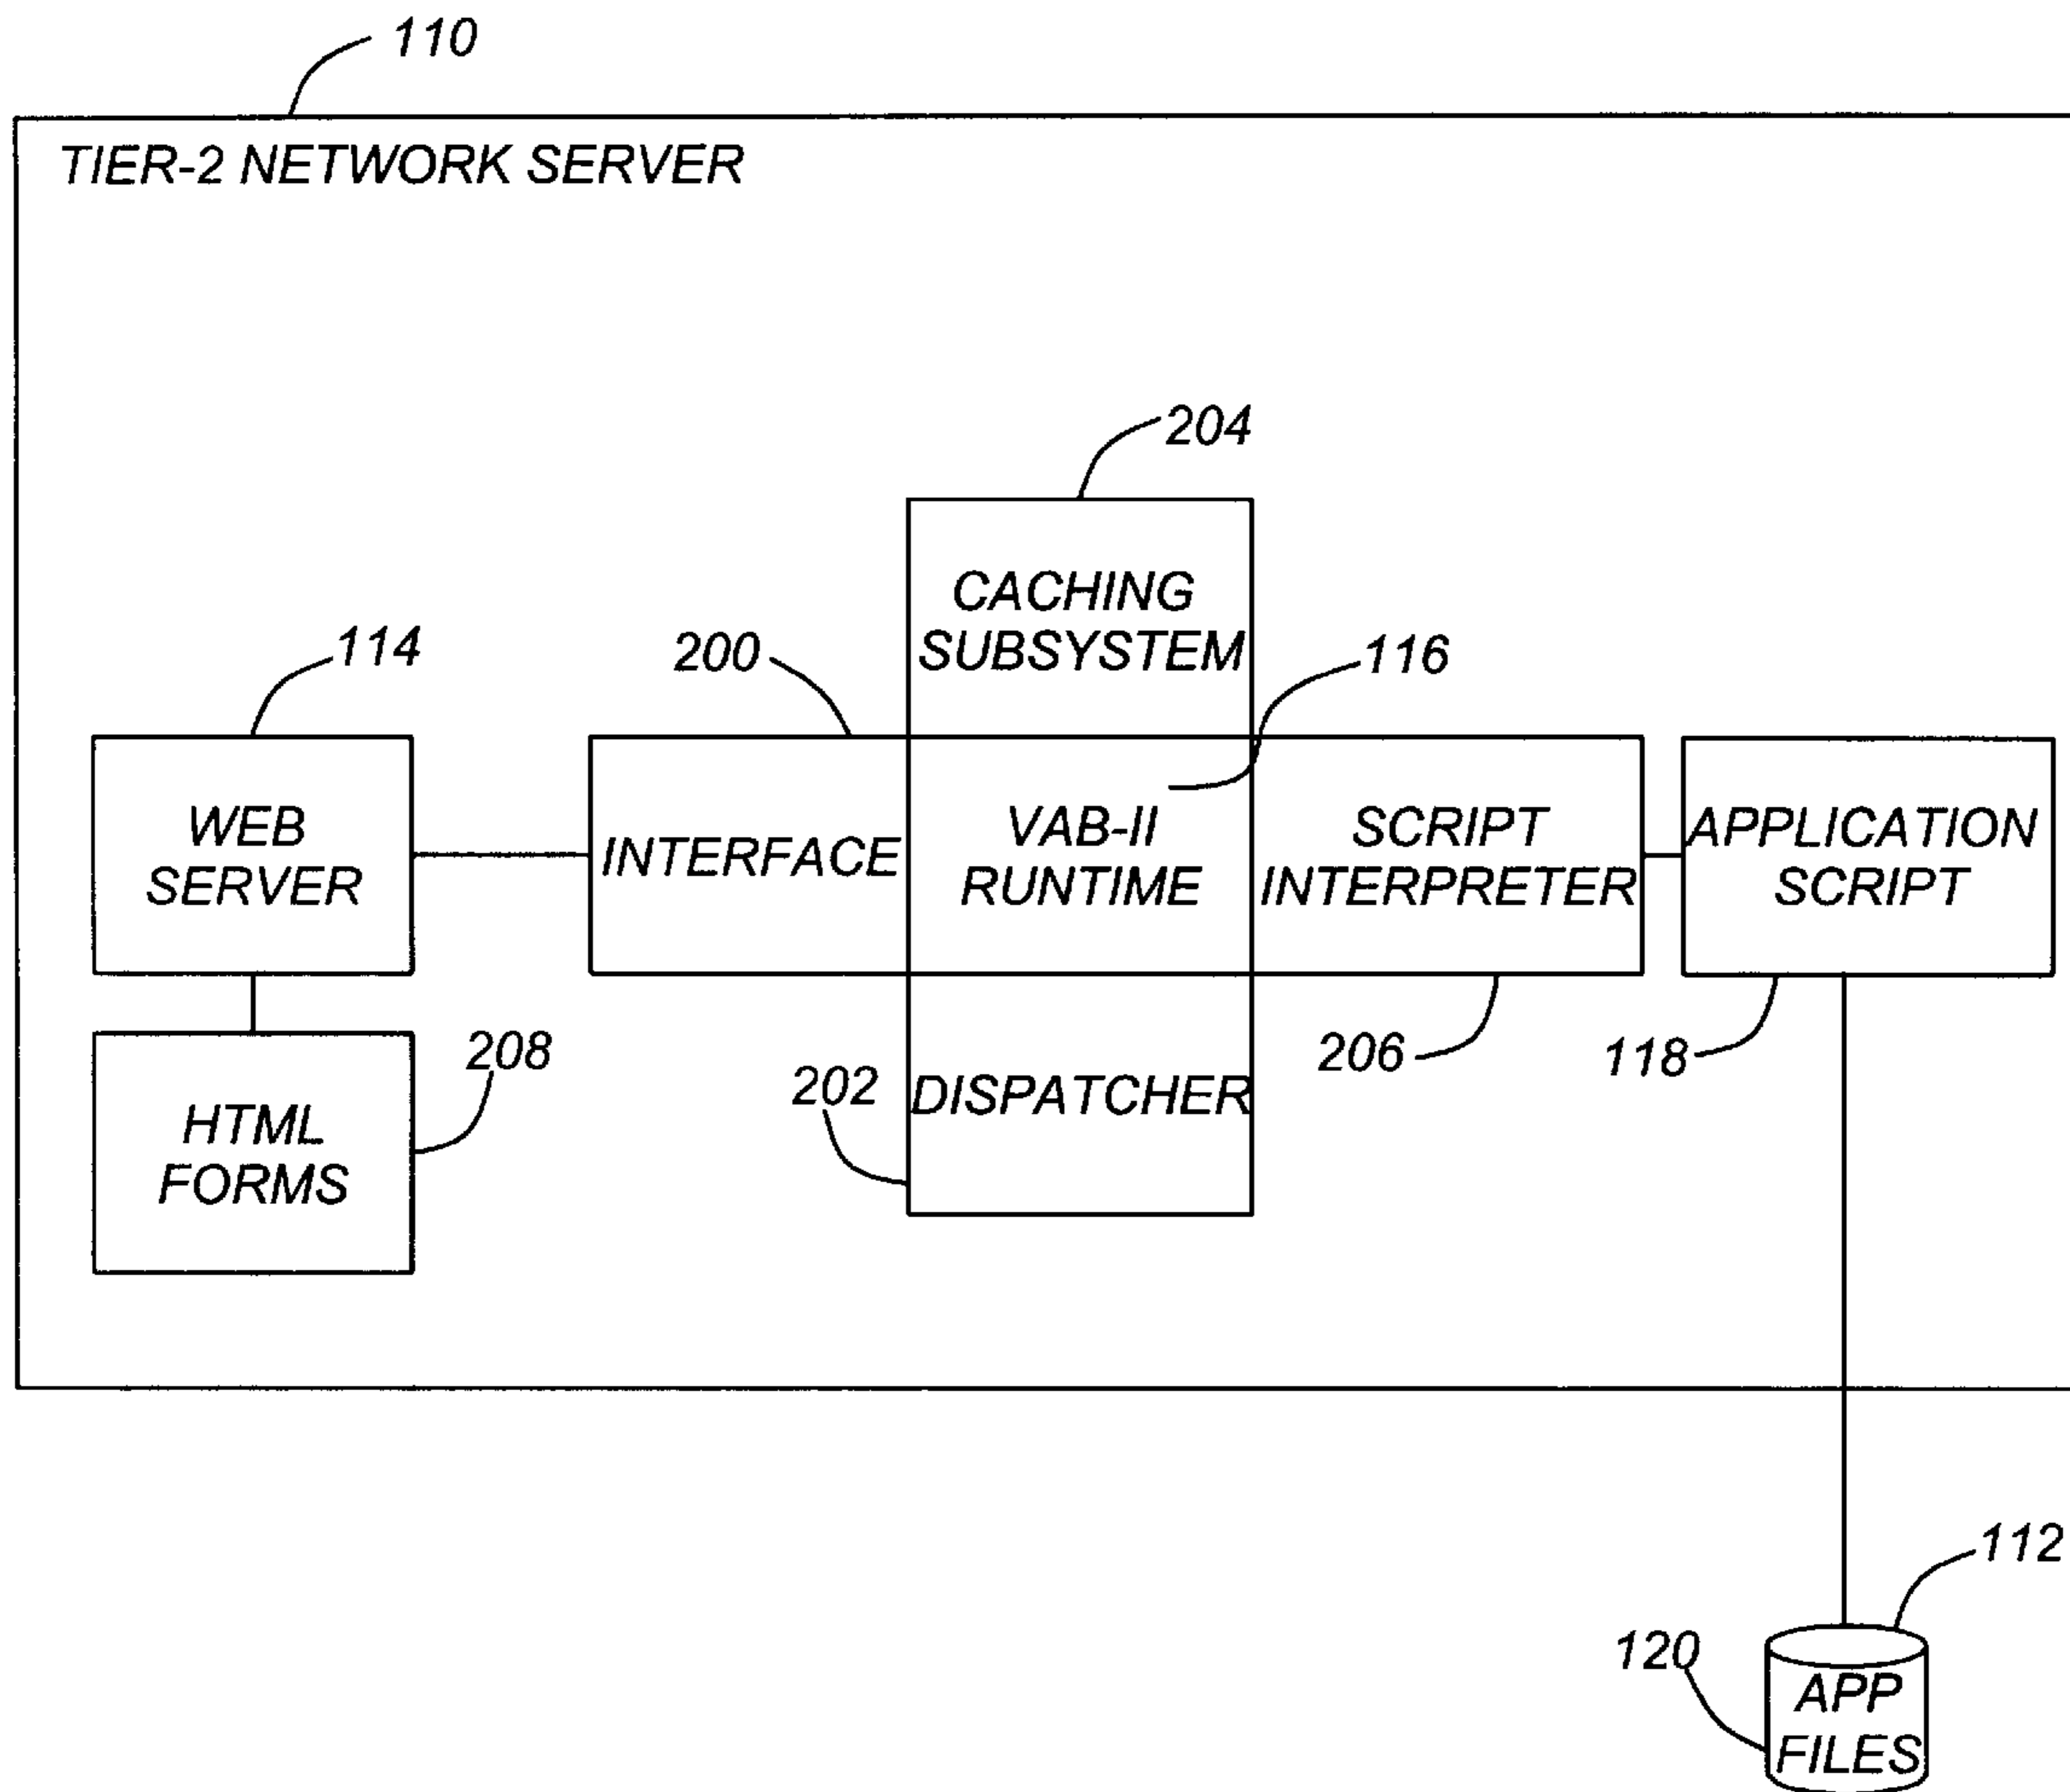 110
TIER-2 NETWORK SERVER
204
CACHING
SUBSYSTEM
114
200
116
WEB
SERVER
INTERFACE
VAB-II
RUNTIME
SCRIPT
INTERPRETER
APPLICATION
SCRIPT
208
202
206
118
HTML
FORMS
DISPATCHER
112
120
APP
FILES